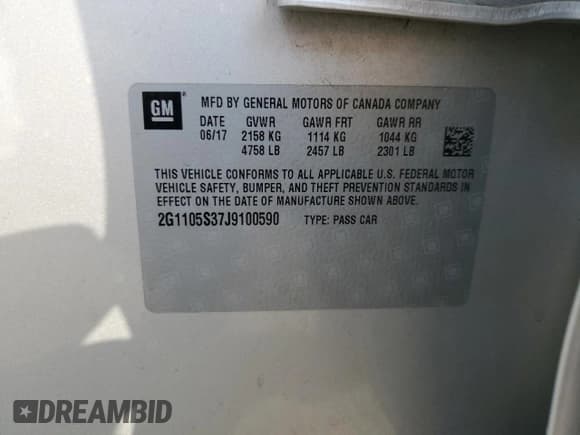 GM ® MFD BY GENERAL MOTORS OF CANADA COMPANY
DATE GVWR GAWR FRT GAWR RR
06/17 2158 KG 1114 KG 1044 KG
4758 LB 2457 LB 2301 LB
THIS VEHICLE CONFORMS TO ALL APPLICABLE U.S. FEDERAL MOTOR
VEHICLE SAFETY, BUMPER, AND THEFT PREVENTION STANDARDS IN
EFFECT ON THE DATE OF MANUFACTURE SHOWN ABOVE.
2G1105S37J9100590 TYPE: PASS CAR
DREAMBID